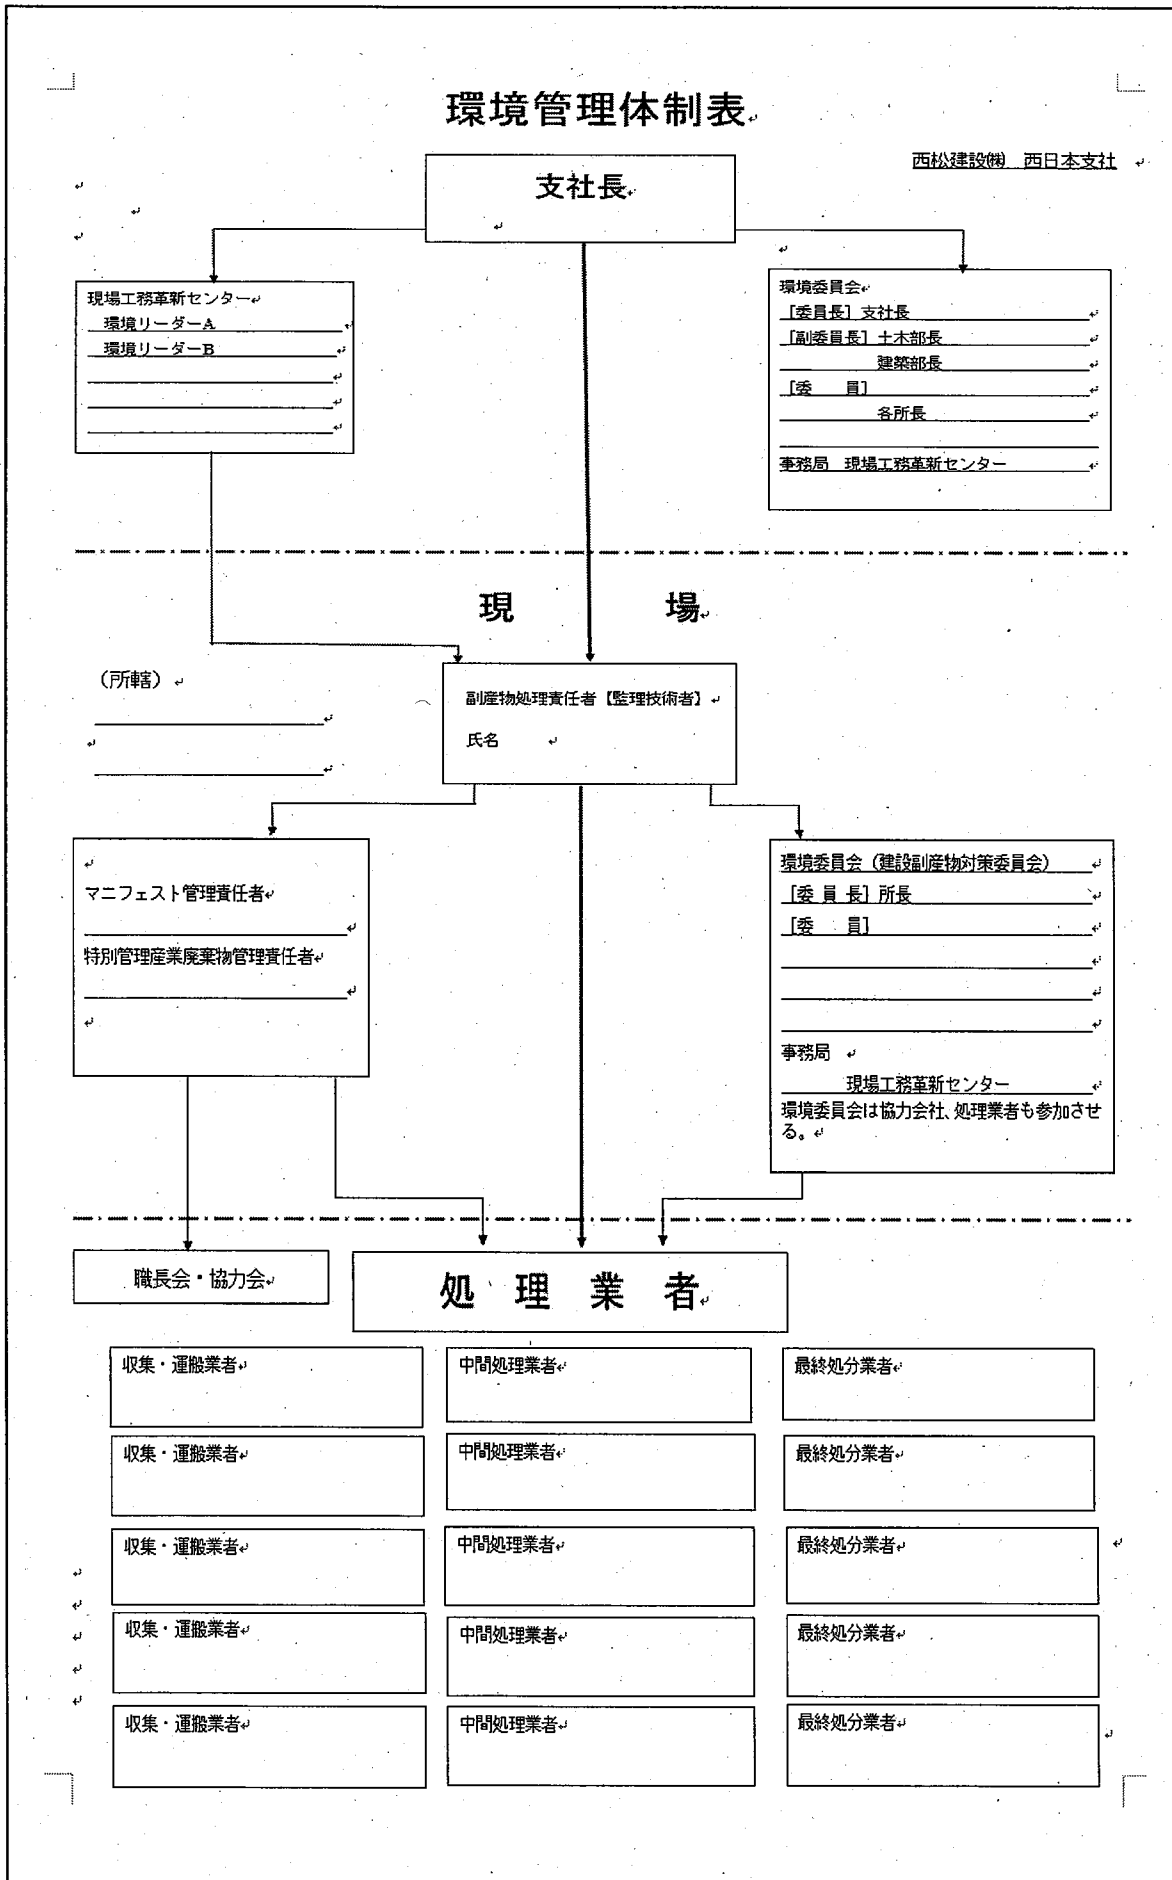 環境管理体制表
西松建設㈱　西日本支社
支社長
現場工務革新センター
環境リーダーA
環境リーダーB
環境委員会
［委員長］支社長
［副委員長］土木部長
建築部長
［委　　員］
各所長
事務局　現場工務革新センター
現　　場
（所轄）
副産物処理責任者【監理技術者】
氏名
マニフェスト管理責任者
特別管理産業廃棄物管理責任者
環境委員会（建設副産物対策委員会）
［委 員 長］所長
［委　　員］
事務局
現場工務革新センター
環境委員会は協力会社、処理業者も参加させ
る。
職長会・協力会
処　理　業　者
収集・運搬業者
中間処理業者
最終処分業者
収集・運搬業者
中間処理業者
最終処分業者
収集・運搬業者
中間処理業者
最終処分業者
収集・運搬業者
中間処理業者
最終処分業者
収集・運搬業者
中間処理業者
最終処分業者